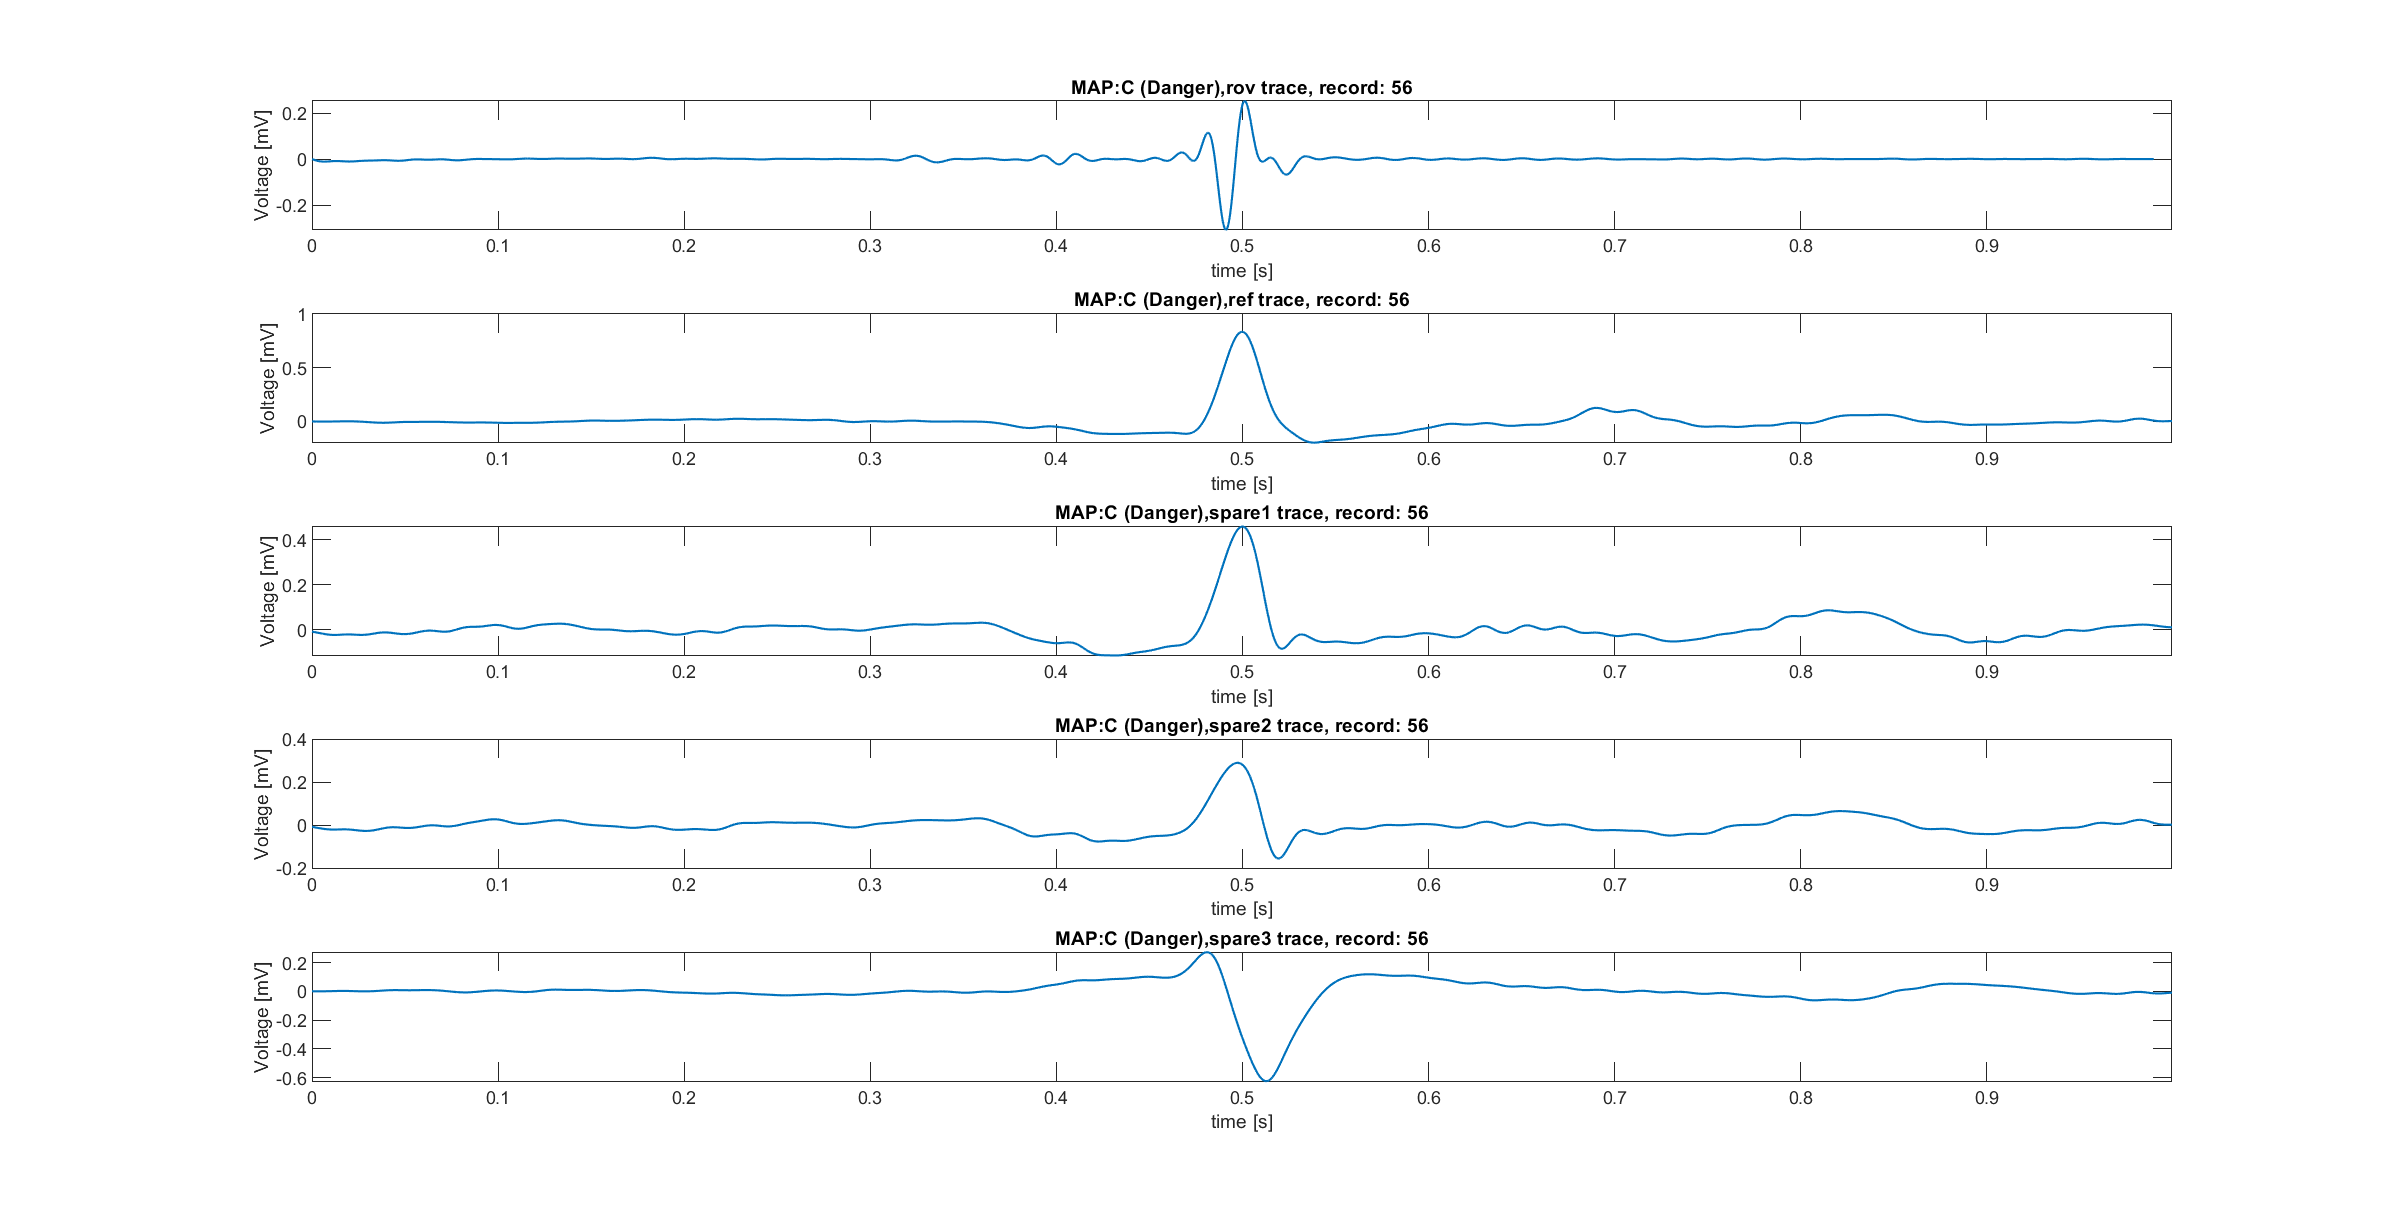 MAP:C (Danger),rov trace, record: 56
Voltage [mV]
0.2
0
-0.2
0 0.1 0.2 0.3 0.4 0.5 0.6 0.7 0.8 0.9
time [s]
MAP:C (Danger),ref trace, record: 56
Voltage [mV]
1
0.5
0
0 0.1 0.2 0.3 0.4 0.5 0.6 0.7 0.8 0.9
time [s]
MAP:C (Danger),spare1 trace, record: 56
Voltage [mV]
0.4
0.2
0
0 0.1 0.2 0.3 0.4 0.5 0.6 0.7 0.8 0.9
time [s]
MAP:C (Danger),spare2 trace, record: 56
Voltage [mV]
0.4
0.2
0
-0.2
0 0.1 0.2 0.3 0.4 0.5 0.6 0.7 0.8 0.9
time [s]
MAP:C (Danger),spare3 trace, record: 56
Voltage [mV]
0.2
0
-0.2
-0.4
-0.6
0 0.1 0.2 0.3 0.4 0.5 0.6 0.7 0.8 0.9
time [s]